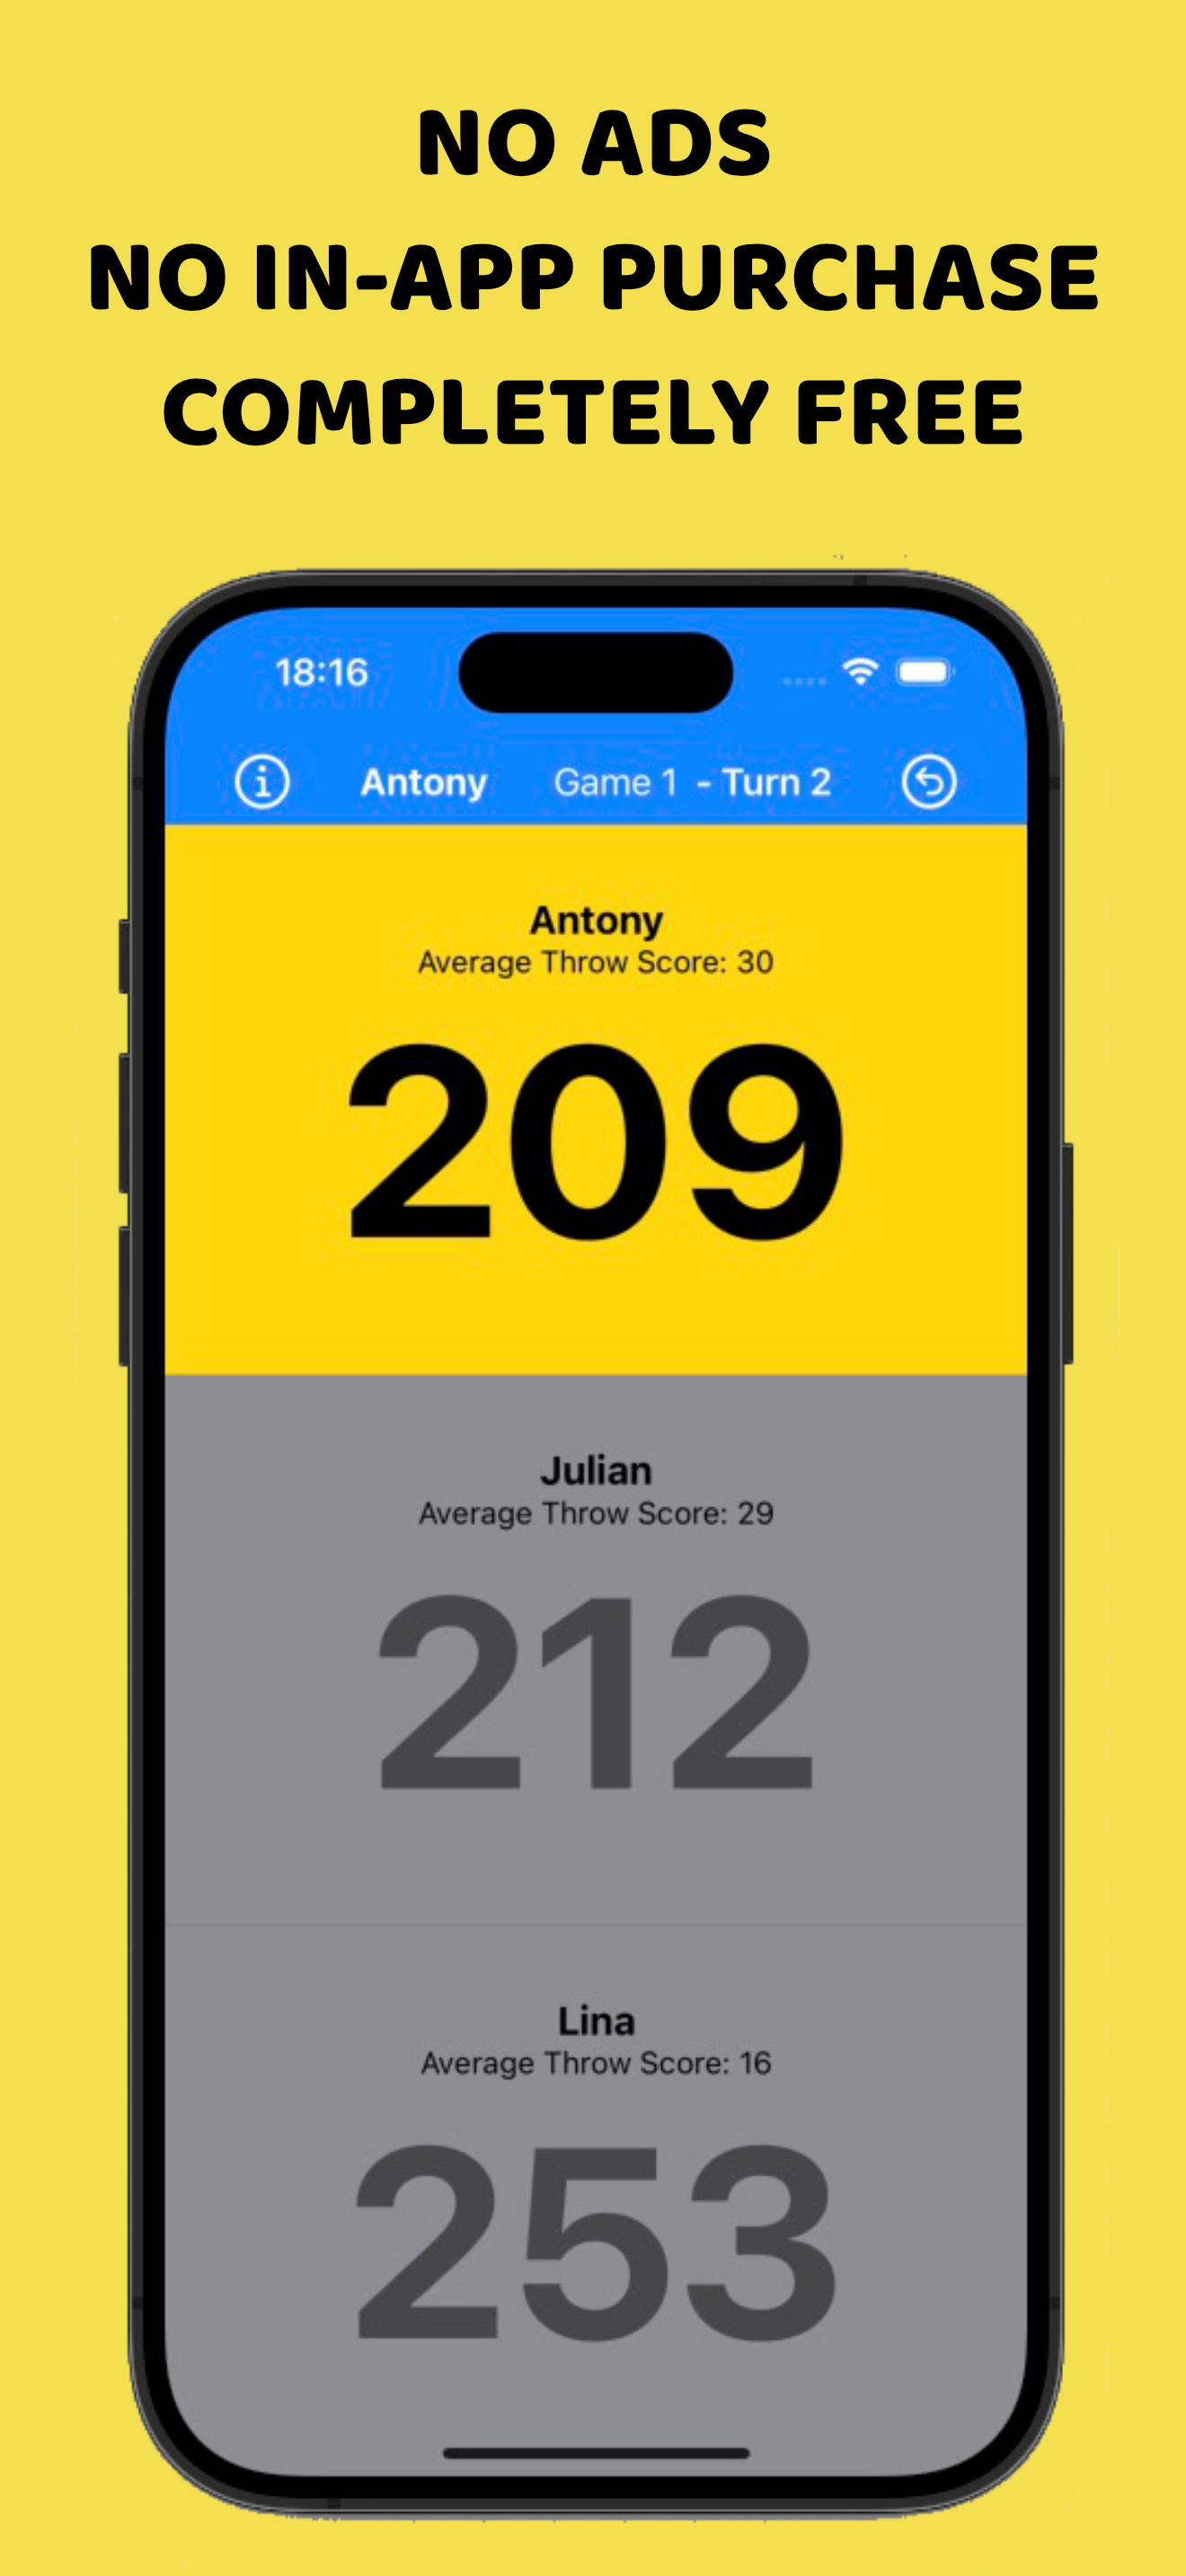 NO ADS
NO IN-APP PURCHASE
COMPLETELY FREE
18:16
Antony Game 1 - Turn 2
Antony
Average Throw Score: 30
209
Julian
Average Throw Score: 29
212
Lina
Average Throw Score: 16
253